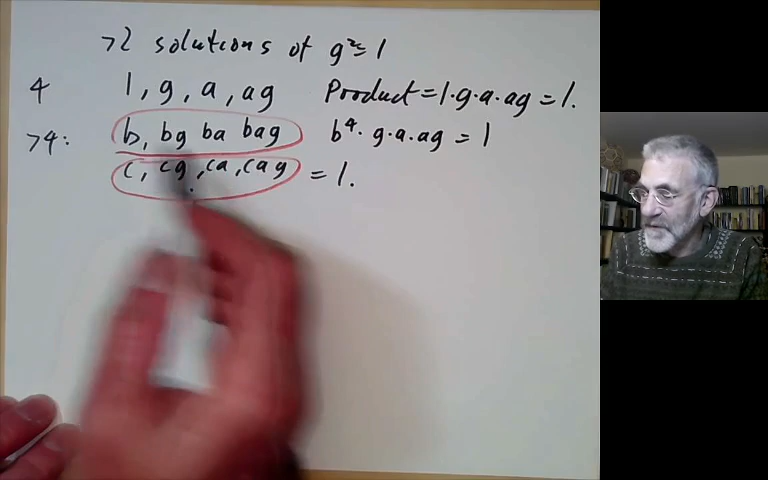 >2 solutions of g²=1
4 1, g, a, ag Product = 1·g·a·ag = 1.
>4: b, bg ba bag b⁴· g·a·ag = 1
c, cg, ca, cag = 1.